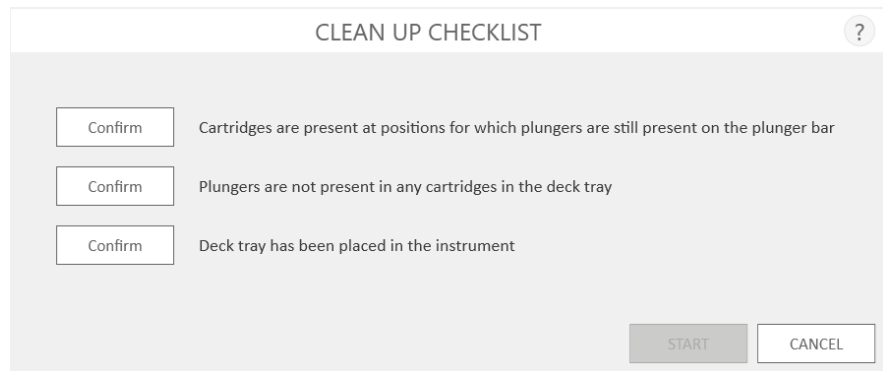 CLEAN UP CHECKLIST
?
Confirm
Cartridges are present at positions for which plungers are still present on the plunger bar
Confirm
Plungers are not present in any cartridges in the deck tray
Confirm
Deck tray has been placed in the instrument
START
CANCEL